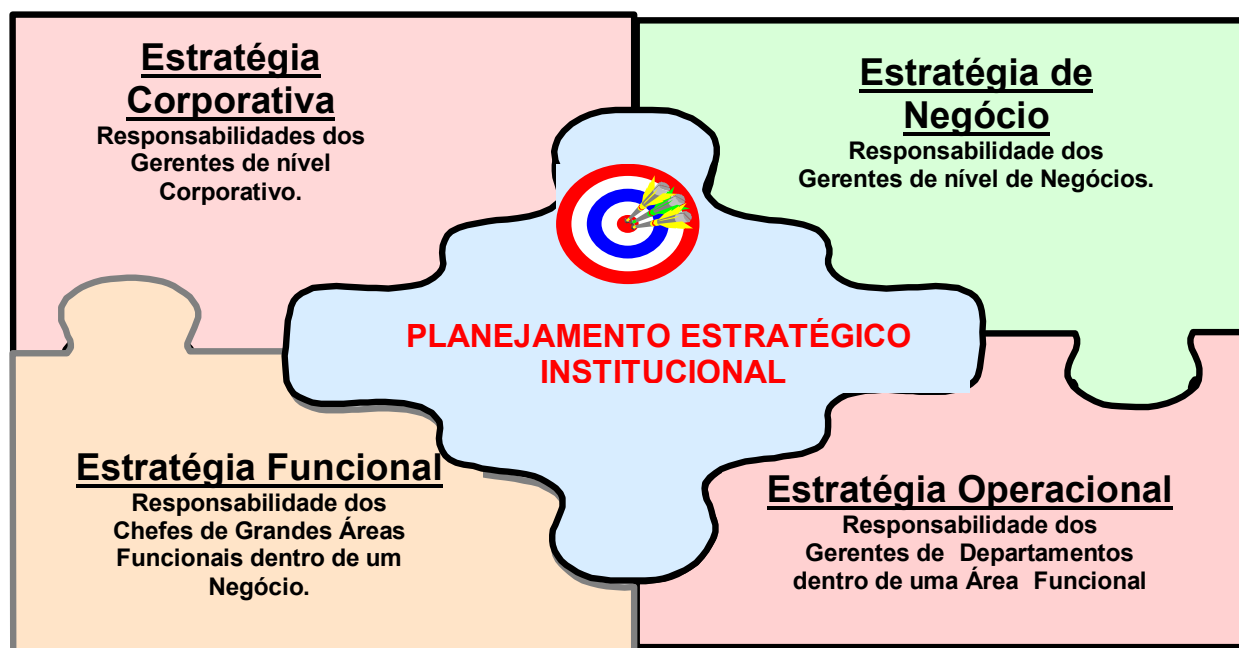 Estratégia
Corporativa
Responsabilidades dos
Gerentes de nível
Corporativo.
Estratégia de
Negócio
Responsabilidade dos
Gerentes de nível de Negócios.
PLANEJAMENTO ESTRATÉGICO
INSTITUCIONAL
Estratégia Funcional
Responsabilidade dos
Chefes de Grandes Áreas
Funcionais dentro de um
Negócio.
Estratégia Operacional
Responsabilidade dos
Gerentes de Departamentos
dentro de uma Área Funcional